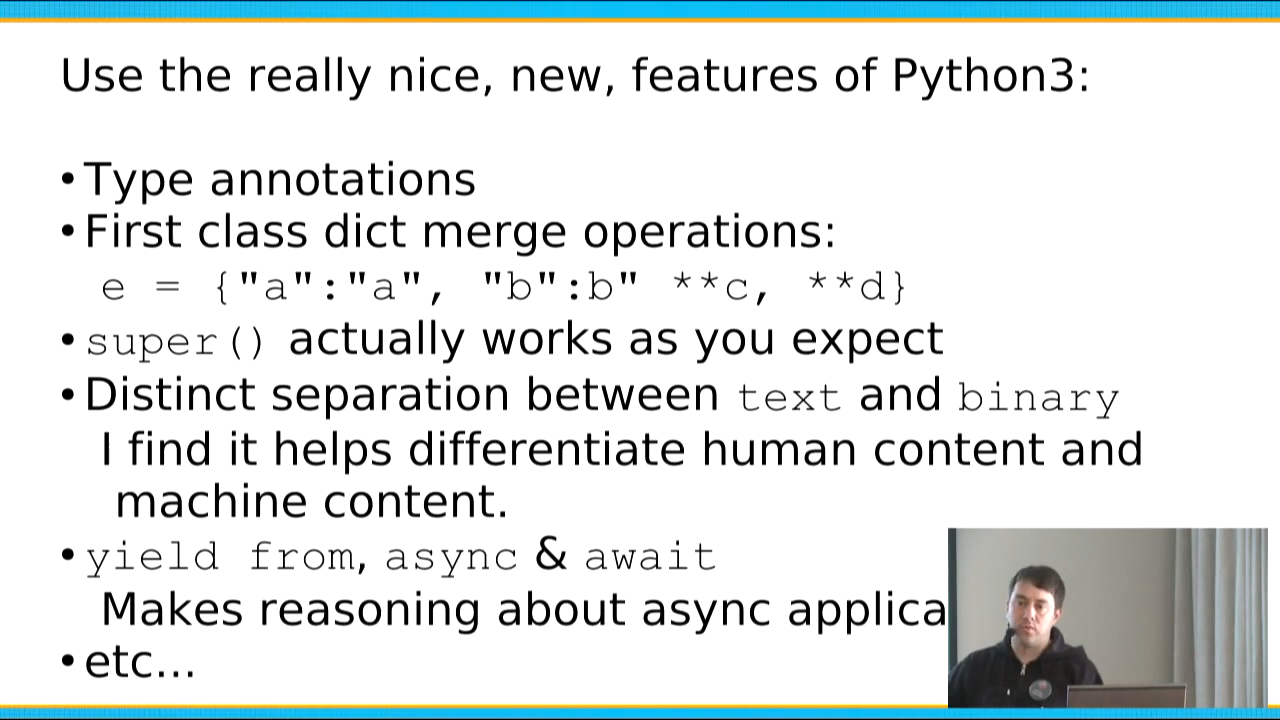 Use the really nice, new, features of Python3:
•Type annotations
•First class dict merge operations:
e = {"a":"a", "b":b" **c, **d}
•super() actually works as you expect
•Distinct separation between text and binary
I find it helps differentiate human content and
machine content.
•yield from, async & await
Makes reasoning about async applica
•etc...